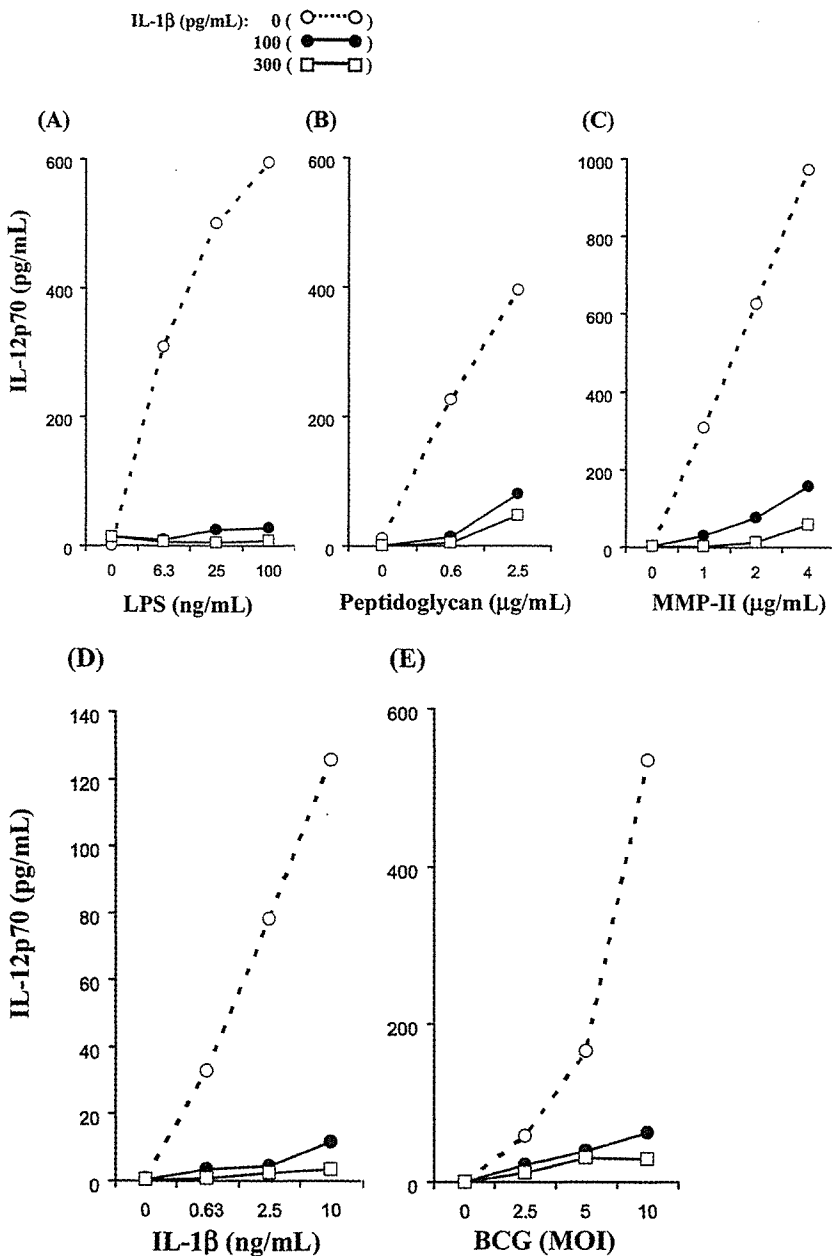 IL-1β (pg/mL): 0 ( )
100 ( )
300 ( )
(A)
(B)
(C)
IL-12p70 (pg/mL)
600
400
200
0
0 6.3 25 100
LPS (ng/mL)
600
400
200
0
0 0.6 2.5
Peptidoglycan (μg/mL)
1000
800
600
400
200
0
0 1 2 4
MMP-II (μg/mL)
(D)
(E)
IL-12p70 (pg/mL)
140
120
100
80
60
40
20
0
0 0.63 2.5 10
IL-1β (ng/mL)
600
400
200
0
0 2.5 5 10
BCG (MOI)